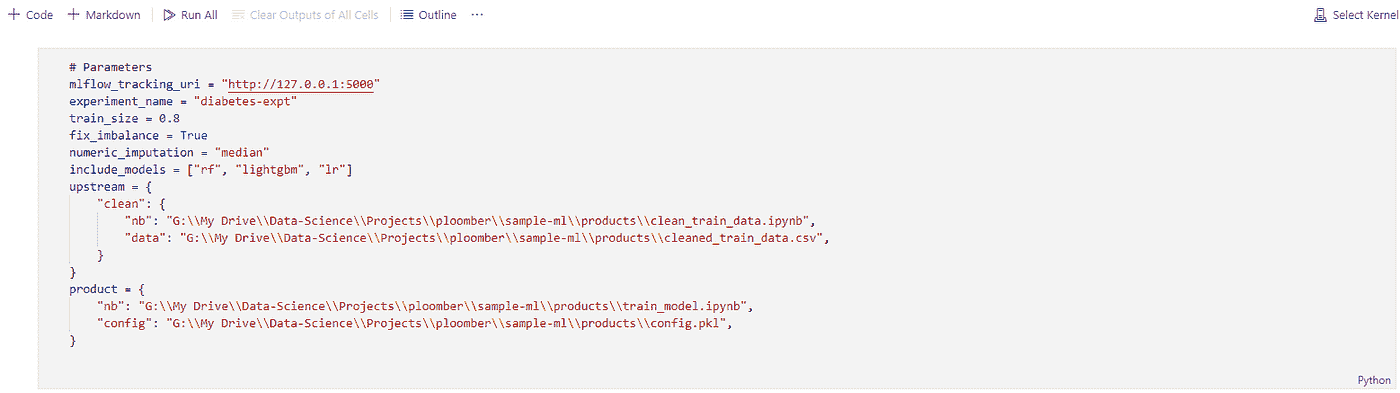 + Code + Markdown Run All Clear Outputs of All Cells Outline ... Select Kernel
# Parameters
mlflow_tracking_uri = "http://127.0.0.1:5000"
experiment_name = "diabetes-expt"
train_size = 0.8
fix_imbalance = True
numeric_imputation = "median"
include_models = ["rf", "lightgbm", "lr"]
upstream = {
    "clean": {
        "nb": "G:\\My Drive\\Data-Science\\Projects\\ploomber\\sample-ml\\products\\clean_train_data.ipynb",
        "data": "G:\\My Drive\\Data-Science\\Projects\\ploomber\\sample-ml\\products\\cleaned_train_data.csv",
    }
}
product = {
    "nb": "G:\\My Drive\\Data-Science\\Projects\\ploomber\\sample-ml\\products\\train_model.ipynb",
    "config": "G:\\My Drive\\Data-Science\\Projects\\ploomber\\sample-ml\\products\\config.pkl",
}
Python